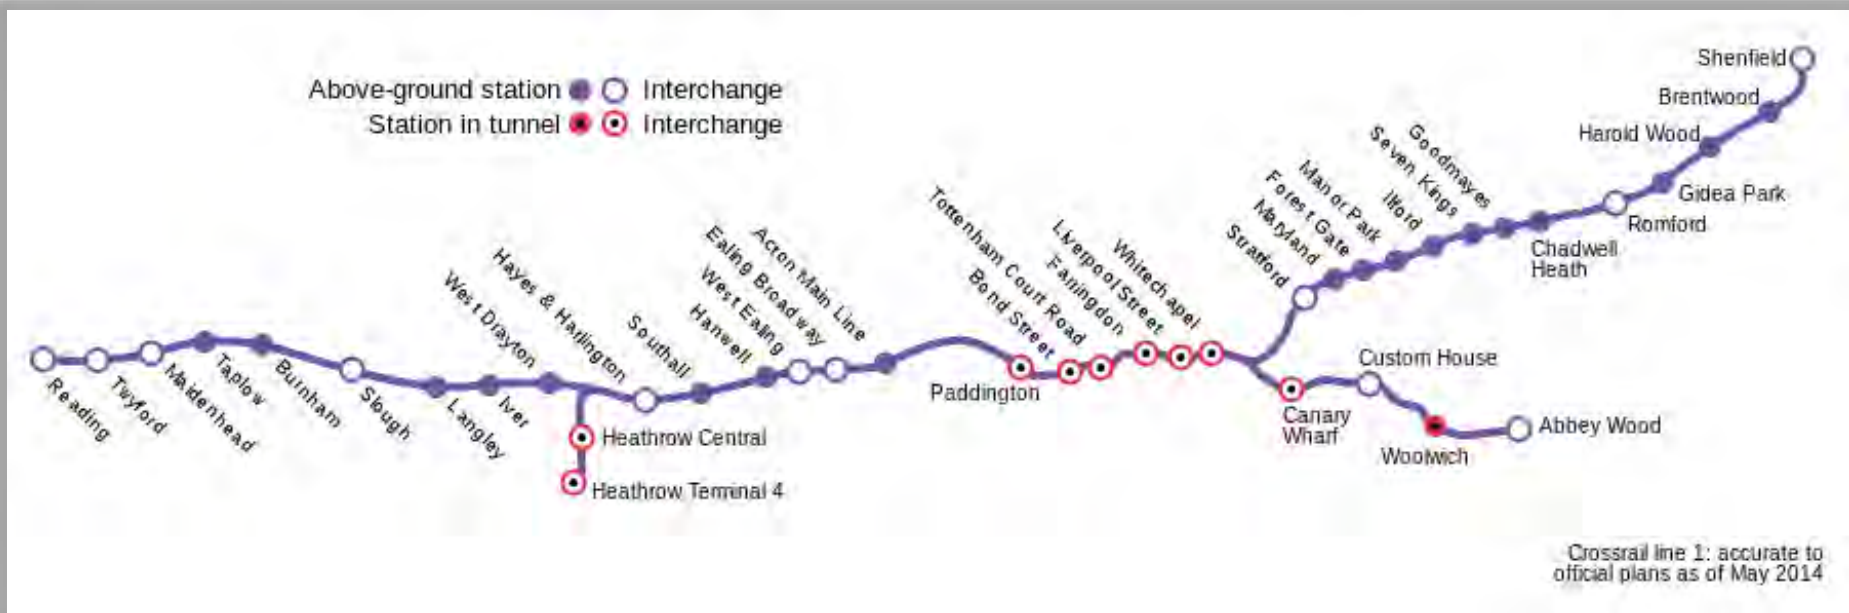 Above-ground station Interchange
Station in tunnel Interchange
Reading
Twyford
Maidenhead
Taplow
Burnham
Slough
Langley
Iver
West Drayton
Heathrow Central
Heathrow Terminal 4
Hayes & Harlington
Southall
Hanwell
West Ealing
Ealing Broadway
Acton Main Line
Paddington
Bond Street
Tottenham Court Road
Farringdon
Liverpool Street
Whitechapel
Stratford
Maryland
Forest Gate
Manor Park
Ilford
Seven Kings
Goodmayes
Chadwell
Heath
Romford
Gidea Park
Harold Wood
Brentwood
Shenfield
Canary
Wharf
Custom House
Woolwich
Abbey Wood
Crossrail line 1: accurate to
official plans as of May 2014